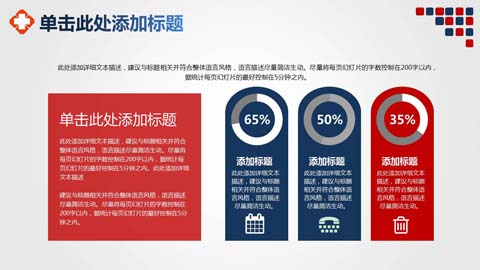 单击此处添加标题
此处添加详细文本描述，建议与标题相关并符合整体语言风格，语言描述尽量简洁生动。尽量将每页幻灯片的字数控制在200字以内，
据统计每页幻灯片的最好控制在5分钟之内。
单击此处添加标题
此处添加详细文本描述，建议与标题相关并符合
整体语言风格，语言描述尽量简洁生动。尽量将
每页幻灯片的字数控制在200字以内，据统计每
页幻灯片的最好控制在5分钟之内。此处添加详细
文本描述
建议与标题相关并符合整体语言风格，语言描述
尽量简洁生动。尽量将每页幻灯片的字数控制在
200字以内，据统计每页幻灯片的最好控制在5分
钟之内。
65%
添加标题
此处添加详细文本描
述，建议与标题相关
并符合整体语言风
格，语言描述尽量简
洁生动。
50%
添加标题
此处添加详细文本描
述，建议与标题相关
并符合整体语言风
格，语言描述尽量简
洁生动。
35%
添加标题
此处添加详细文本描
述，建议与标题相关
并符合整体语言风
格，语言描述尽量简
洁生动。